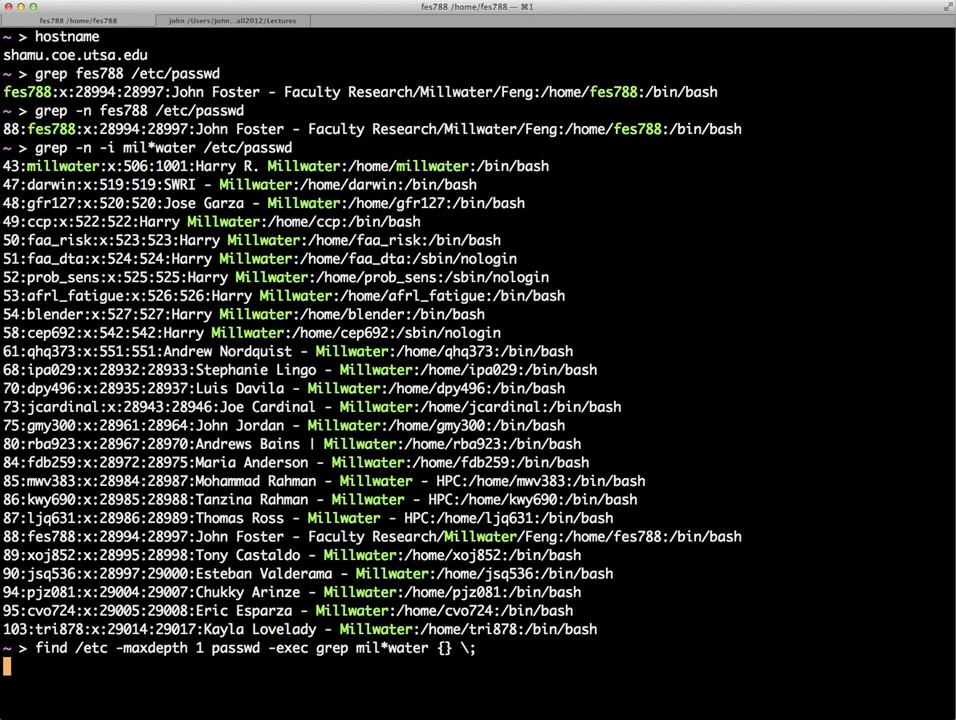 fes788 /home/fes788 — ⌘1
fes788 /home/fes788
john /Users/john...all2012/Lectures
~ > hostname
shamu.coe.utsa.edu
~ > grep fes788 /etc/passwd
fes788:x:28994:28997:John Foster - Faculty Research/Millwater/Feng:/home/fes788:/bin/bash
~ > grep -n fes788 /etc/passwd
88:fes788:x:28994:28997:John Foster - Faculty Research/Millwater/Feng:/home/fes788:/bin/bash
~ > grep -n -i mil*water /etc/passwd
43:millwater:x:506:1001:Harry R. Millwater:/home/millwater:/bin/bash
47:darwin:x:519:519:SWRI - Millwater:/home/darwin:/bin/bash
48:gfr127:x:520:520:Jose Garza - Millwater:/home/gfr127:/bin/bash
49:ccp:x:522:522:Harry Millwater:/home/ccp:/bin/bash
50:faa_risk:x:523:523:Harry Millwater:/home/faa_risk:/bin/bash
51:faa_dta:x:524:524:Harry Millwater:/home/faa_dta:/sbin/nologin
52:prob_sens:x:525:525:Harry Millwater:/home/prob_sens:/sbin/nologin
53:afrl_fatigue:x:526:526:Harry Millwater:/home/afrl_fatigue:/bin/bash
54:blender:x:527:527:Harry Millwater:/home/blender:/bin/bash
58:cep692:x:542:542:Harry Millwater:/home/cep692:/sbin/nologin
61:qhq373:x:551:551:Andrew Nordquist - Millwater:/home/qhq373:/bin/bash
68:ipa029:x:28932:28933:Stephanie Lingo - Millwater:/home/ipa029:/bin/bash
70:dpy496:x:28935:28937:Luis Davila - Millwater:/home/dpy496:/bin/bash
73:jcardinal:x:28943:28946:Joe Cardinal - Millwater:/home/jcardinal:/bin/bash
75:gmy300:x:28961:28964:John Jordan - Millwater:/home/gmy300:/bin/bash
80:rba923:x:28967:28970:Andrews Bains | Millwater:/home/rba923:/bin/bash
84:fdb259:x:28972:28975:Maria Anderson - Millwater:/home/fdb259:/bin/bash
85:mwv383:x:28984:28987:Mohammad Rahman - Millwater - HPC:/home/mwv383:/bin/bash
86:kwy690:x:28985:28988:Tanzina Rahman - Millwater - HPC:/home/kwy690:/bin/bash
87:ljq631:x:28986:28989:Thomas Ross - Millwater - HPC:/home/ljq631:/bin/bash
88:fes788:x:28994:28997:John Foster - Faculty Research/Millwater/Feng:/home/fes788:/bin/bash
89:xoj852:x:28995:28998:Tony Castaldo - Millwater:/home/xoj852:/bin/bash
90:jsq536:x:28997:29000:Esteban Valderama - Millwater:/home/jsq536:/bin/bash
94:pjz081:x:29004:29007:Chukky Arinze - Millwater:/home/pjz081:/bin/bash
95:cvo724:x:29005:29008:Eric Esparza - Millwater:/home/cvo724:/bin/bash
103:tri878:x:29014:29017:Kayla Lovelady - Millwater:/home/tri878:/bin/bash
~ > find /etc -maxdepth 1 passwd -exec grep mil*water {} \;